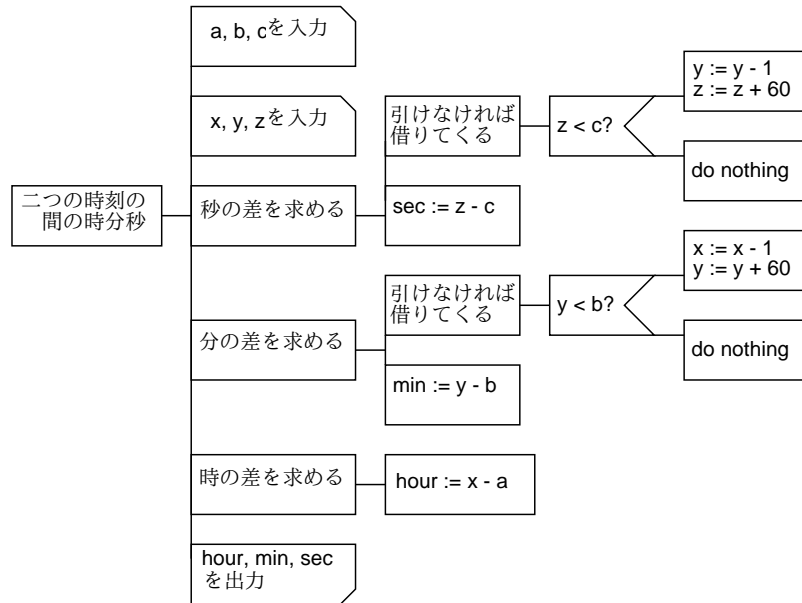 a, b, cを入力
x, y, zを入力
二つの時刻の
間の時分秒
秒の差を求める
引けなければ
借りてくる
z < c?
y := y - 1
z := z + 60
do nothing
sec := z - c
分の差を求める
引けなければ
借りてくる
y < b?
x := x - 1
y := y + 60
do nothing
min := y - b
時の差を求める
hour := x - a
hour, min, sec
を出力